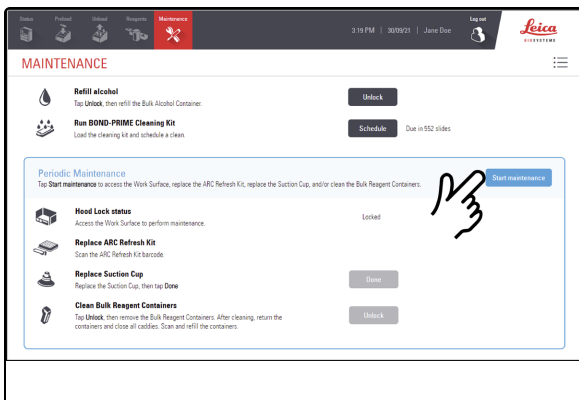 Status Preload Unload Reagents Maintenance
3:19 PM | 30/09/21 | Jane Doe
Log out
Leica
BIOSYSTEMS
MAINTENANCE
Refill alcohol
Tap Unlock, then refill the Bulk Alcohol Container.
Unlock
Run BOND-PRIME Cleaning Kit
Load the cleaning kit and schedule a clean.
Schedule
Due in 552 slides
Periodic Maintenance
Tap Start maintenance to access the Work Surface, replace the ARC Refresh Kit, replace the Suction Cup, and/or clean the Bulk Reagent Containers.
Start maintenance
Hood Lock status
Access the Work Surface to perform maintenance.
Locked
Replace ARC Refresh Kit
Scan the ARC Refresh Kit barcode.
Replace Suction Cup
Replace the Suction Cup, then tap Done
Done
Clean Bulk Reagent Containers
Tap Unlock, then remove the Bulk Reagent Containers. After cleaning, return the
containers and close all caddies. Scan and refill the containers.
Unlock